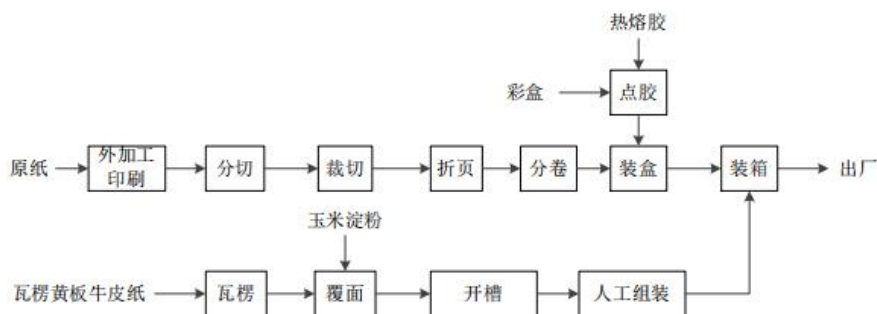 热熔胶
彩盒
点胶
原纸
外加工
印刷
分切
裁切
折页
分卷
装盒
装箱
出厂
玉米淀粉
瓦楞黄板牛皮纸
瓦楞
覆面
开槽
人工组装